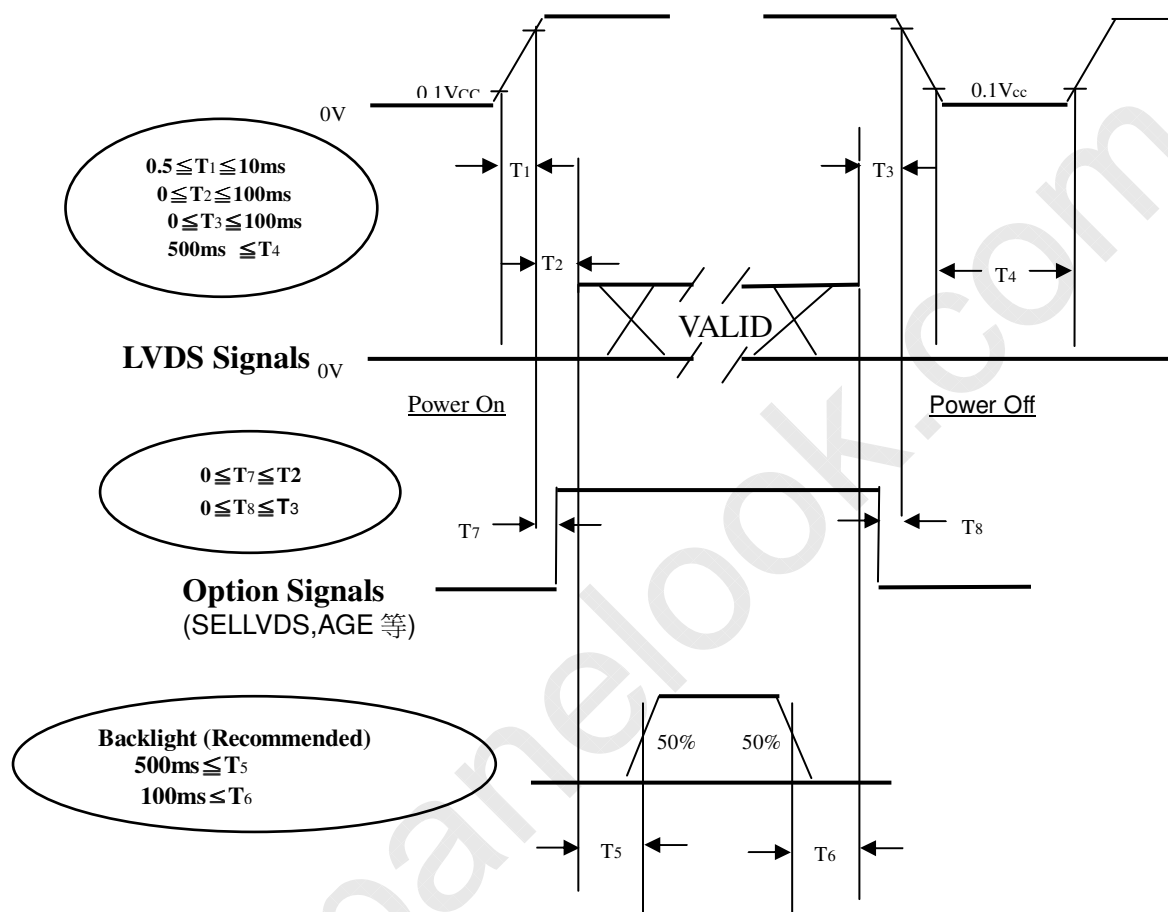 0.1Vcc
0.1Vcc
0V
0.5≦T1≦10ms
0≦T2≦100ms
0≦T3≦100ms
500ms ≦T4
T1
T3
T2
T4
VALID
LVDS Signals 0V
Power On
Power Off
0≦T7≦T2
0≦T8≦T3
T7
T8
Option Signals
(SELLVDS,AGE 等)
Backlight (Recommended)
500ms≦T5
100ms≤T6
50%
50%
T5
T6
panelook.com